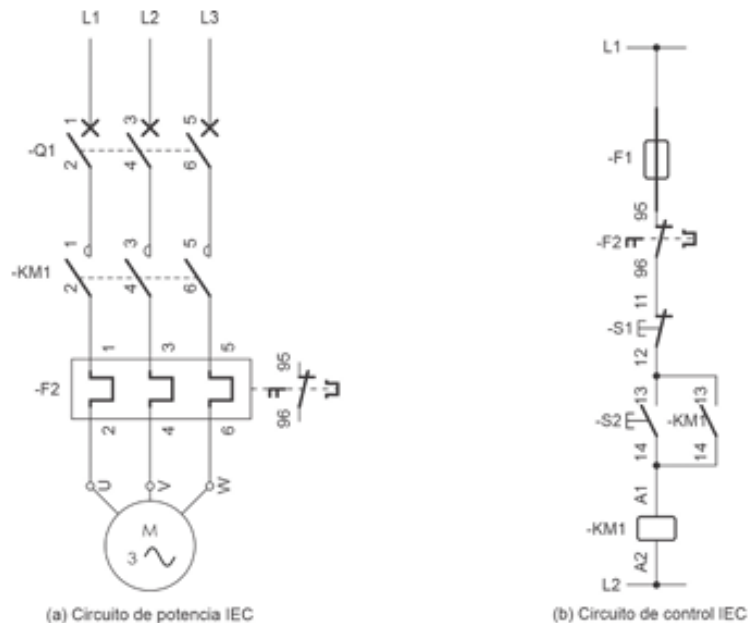 L1 L2 L3
1 3 5
-Q1
2 4 6
1 3 5
-KM1
2 4 6
1 3 5
95
-F2
96
2 4 6
U V W
M
3
(a) Circuito de potencia IEC
L1
-F1
95
-F2
96
11
-S1
12
13 13
-S2 -KM1
14 14
A1
-KM1
A2
L2
(b) Circuito de control IEC